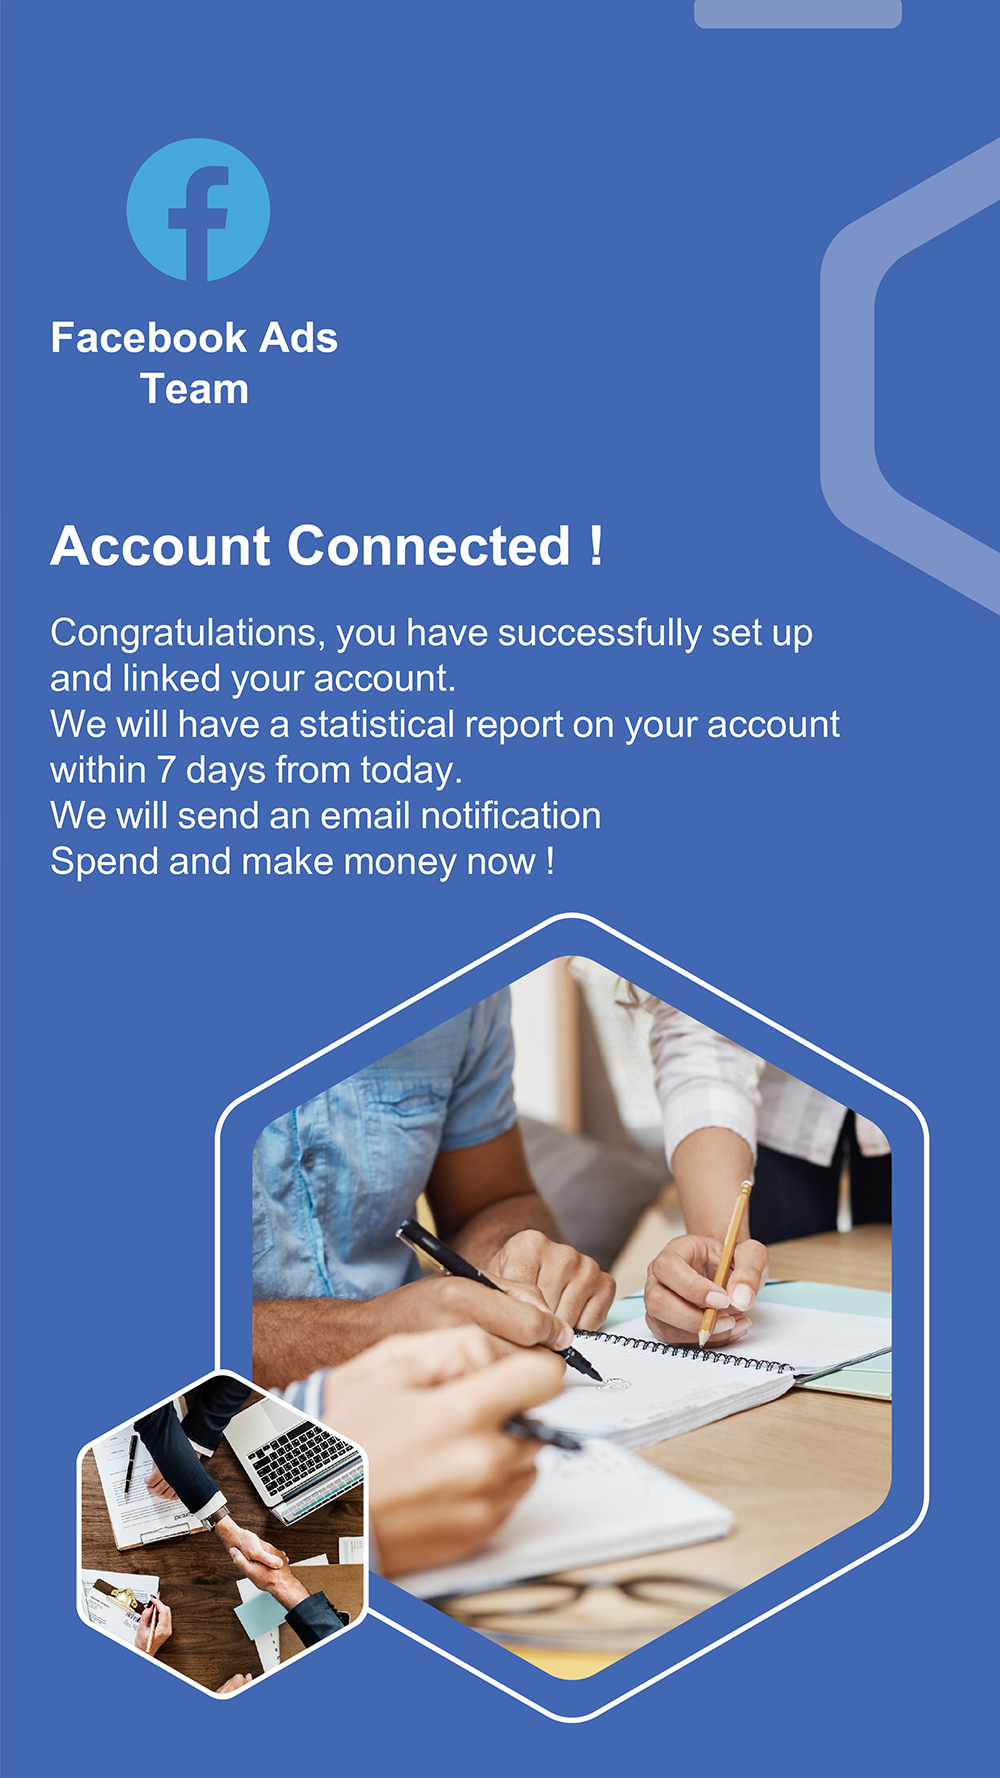 Facebook Ads
Team
Account Connected !
Congratulations, you have successfully set up
and linked your account.
We will have a statistical report on your account
within 7 days from today.
We will send an email notification
Spend and make money now !